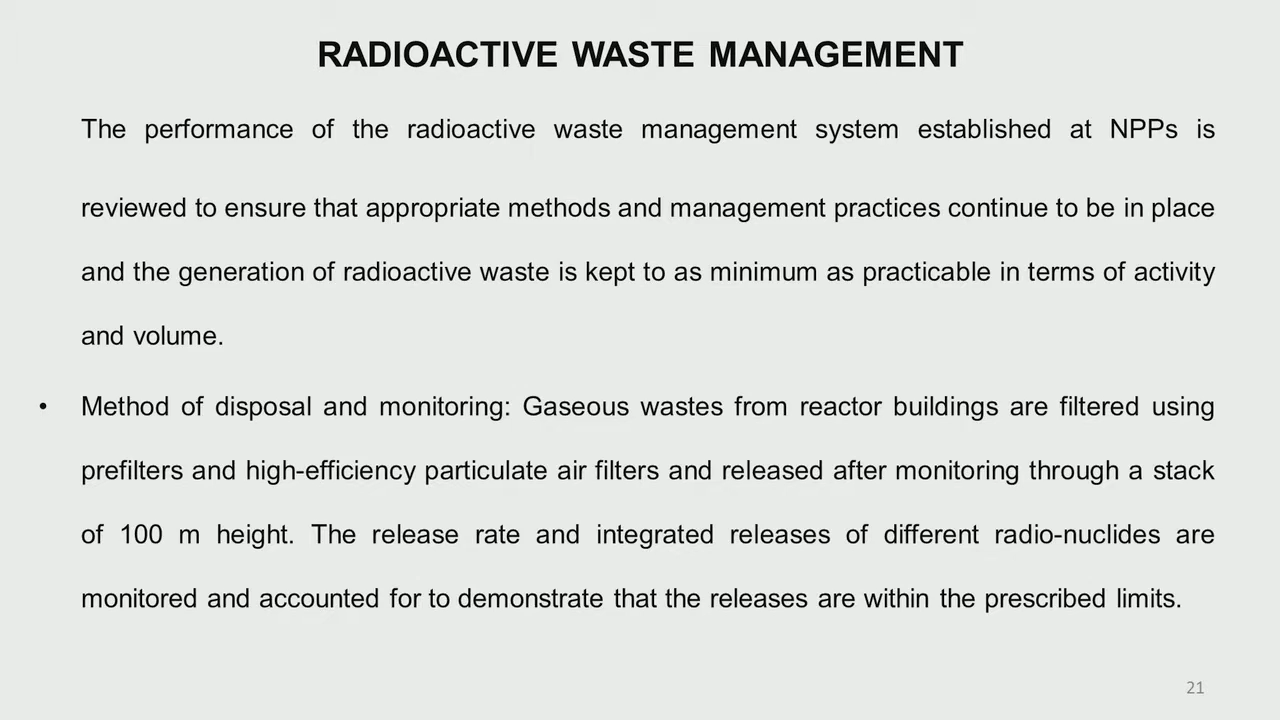 RADIOACTIVE WASTE MANAGEMENT
The performance of the radioactive waste management system established at NPPs is
reviewed to ensure that appropriate methods and management practices continue to be in place
and the generation of radioactive waste is kept to as minimum as practicable in terms of activity
and volume.
• Method of disposal and monitoring: Gaseous wastes from reactor buildings are filtered using
prefilters and high-efficiency particulate air filters and released after monitoring through a stack
of 100 m height. The release rate and integrated releases of different radio-nuclides are
monitored and accounted for to demonstrate that the releases are within the prescribed limits.
21